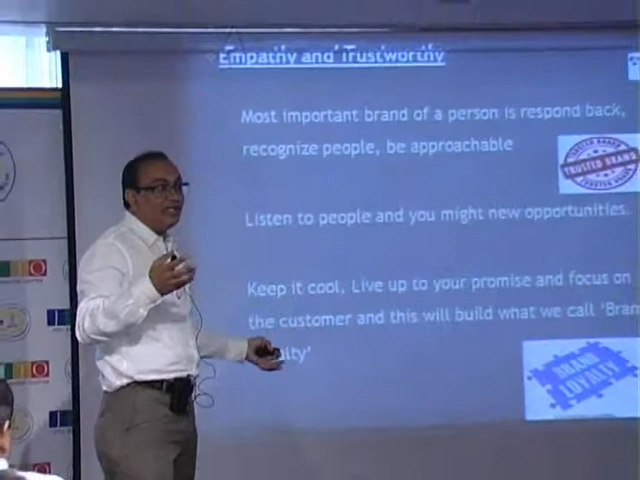 Empathy and Trustworthy
Most important brand of a person is respond back,
recognize people, be approachable
TRUSTED BRAND
Listen to people and you might new opportunities.
Keep it cool, Live up to your promise and focus on
the customer and this will build what we call 'Bran
ulty'
BRAND
LOYALTY